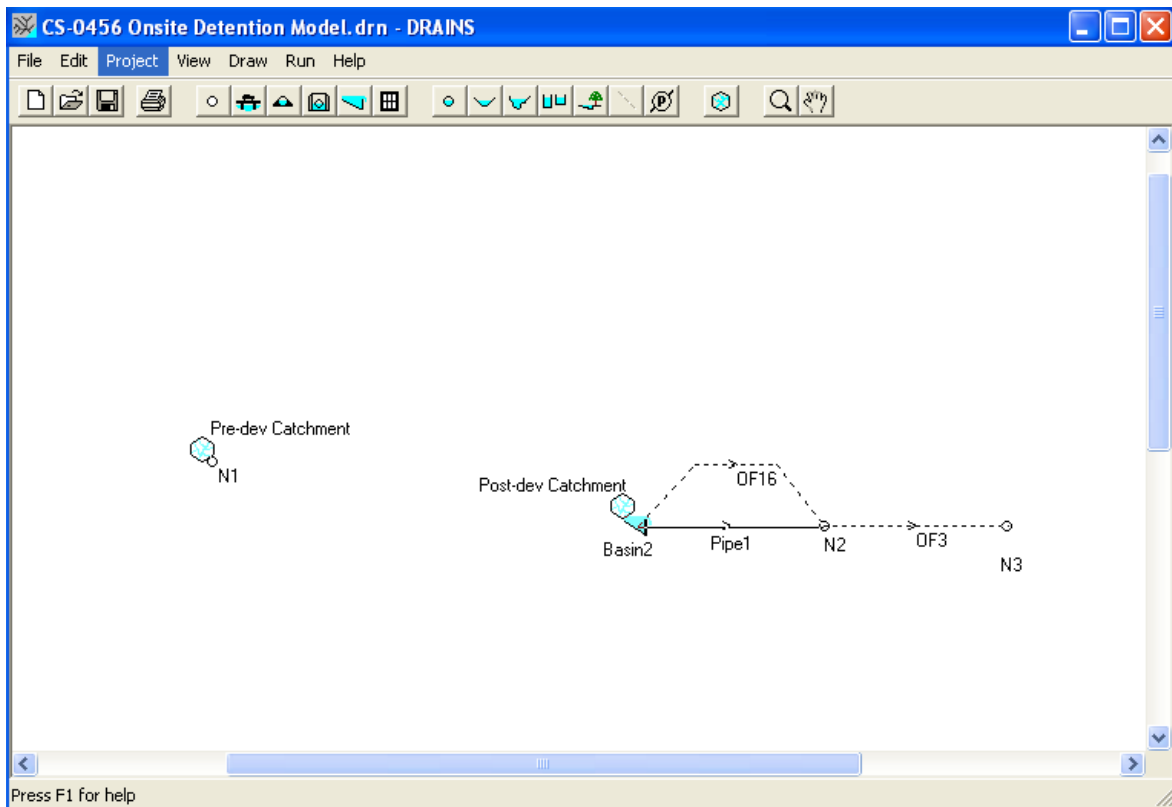 CS-0456 Onsite Detention Model.drn - DRAINS
File Edit Project View Draw Run Help
Pre-dev Catchment
N1
Post-dev Catchment
OF16
Basin2
Pipe1
N2
OF3
N3
Press F1 for help